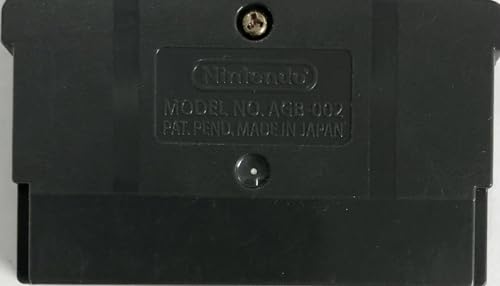 Nintendo
MODEL NO. AGB-002
PAT. PEND. MADE IN JAPAN